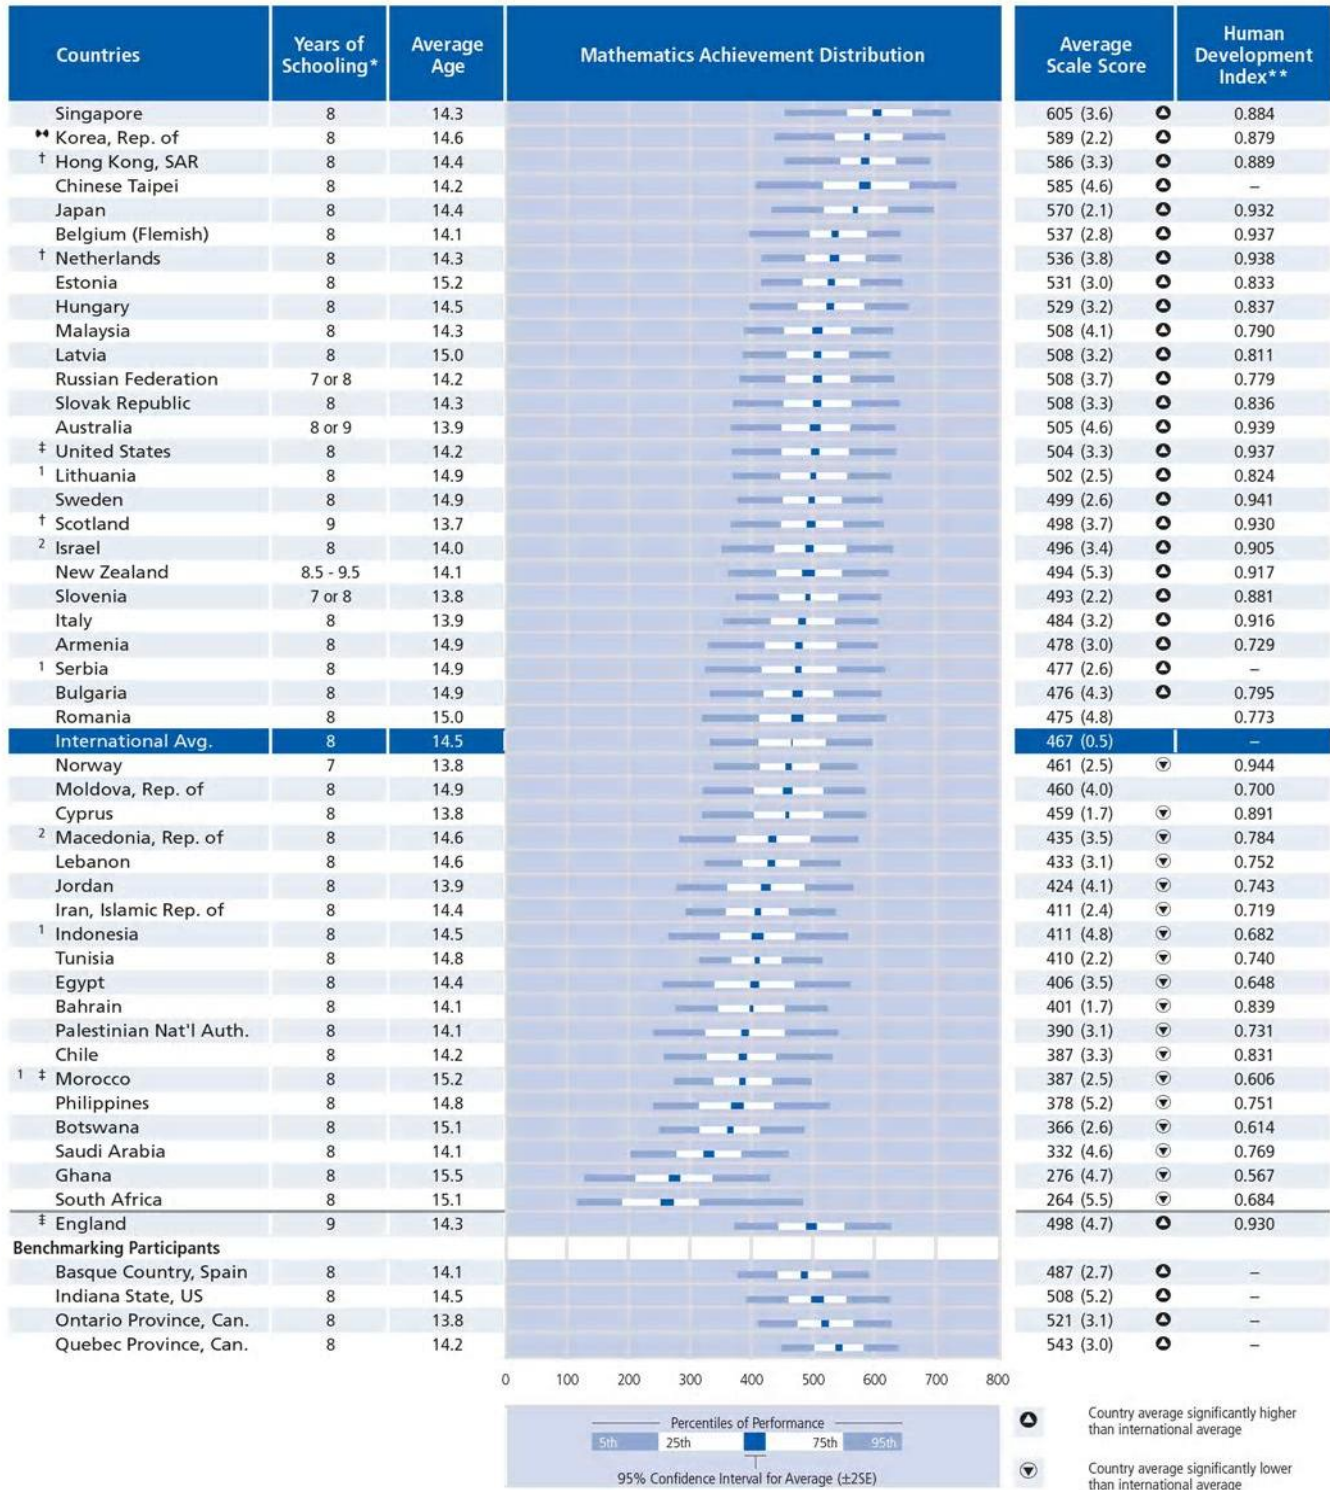 Countries Years of Schooling* Average Age Mathematics Achievement Distribution Average Scale Score Human Development Index**
Singapore 8 14.3 605 (3.6) 0.884
Korea, Rep. of 8 14.6 589 (2.2) 0.879
† Hong Kong, SAR 8 14.4 586 (3.3) 0.889
Chinese Taipei 8 14.2 585 (4.6) –
Japan 8 14.4 570 (2.1) 0.932
Belgium (Flemish) 8 14.1 537 (2.8) 0.937
† Netherlands 8 14.3 536 (3.8) 0.938
Estonia 8 15.2 531 (3.0) 0.833
Hungary 8 14.5 529 (3.2) 0.837
Malaysia 8 14.3 508 (4.1) 0.790
Latvia 8 15.0 508 (3.2) 0.811
Russian Federation 7 or 8 14.2 508 (3.7) 0.779
Slovak Republic 8 14.3 508 (3.3) 0.836
Australia 8 or 9 13.9 505 (4.6) 0.939
‡ United States 8 14.2 504 (3.3) 0.937
1 Lithuania 8 14.9 502 (2.5) 0.824
Sweden 8 14.9 499 (2.6) 0.941
† Scotland 9 13.7 498 (3.7) 0.930
2 Israel 8 14.0 496 (3.4) 0.905
New Zealand 8.5 - 9.5 14.1 494 (5.3) 0.917
Slovenia 7 or 8 13.8 493 (2.2) 0.881
Italy 8 13.9 484 (3.2) 0.916
Armenia 8 14.9 478 (3.0) 0.729
1 Serbia 8 14.9 477 (2.6) –
Bulgaria 8 14.9 476 (4.3) 0.795
Romania 8 15.0 475 (4.8) 0.773
International Avg. 8 14.5 467 (0.5) –
Norway 7 13.8 461 (2.5) 0.944
Moldova, Rep. of 8 14.9 460 (4.0) 0.700
Cyprus 8 13.8 459 (1.7) 0.891
2 Macedonia, Rep. of 8 14.6 435 (3.5) 0.784
Lebanon 8 14.6 433 (3.1) 0.752
Jordan 8 13.9 424 (4.1) 0.743
Iran, Islamic Rep. of 8 14.4 411 (2.4) 0.719
1 Indonesia 8 14.5 411 (4.8) 0.682
Tunisia 8 14.8 410 (2.2) 0.740
Egypt 8 14.4 406 (3.5) 0.648
Bahrain 8 14.1 401 (1.7) 0.839
Palestinian Nat'l Auth. 8 14.1 390 (3.1) 0.731
Chile 8 14.2 387 (3.3) 0.831
1 ‡ Morocco 8 15.2 387 (2.5) 0.606
Philippines 8 14.8 378 (5.2) 0.751
Botswana 8 15.1 366 (2.6) 0.614
Saudi Arabia 8 14.1 332 (4.6) 0.769
Ghana 8 15.5 276 (4.7) 0.567
South Africa 8 15.1 264 (5.5) 0.684
‡ England 9 14.3 498 (4.7) 0.930
Benchmarking Participants
Basque Country, Spain 8 14.1 487 (2.7) –
Indiana State, US 8 14.5 508 (5.2) –
Ontario Province, Can. 8 13.8 521 (3.1) –
Quebec Province, Can. 8 14.2 543 (3.0) –
0 100 200 300 400 500 600 700 800
Percentiles of Performance
5th 25th 75th 95th
95% Confidence Interval for Average (±2SE)
Country average significantly higher
than international average
Country average significantly lower
than international average